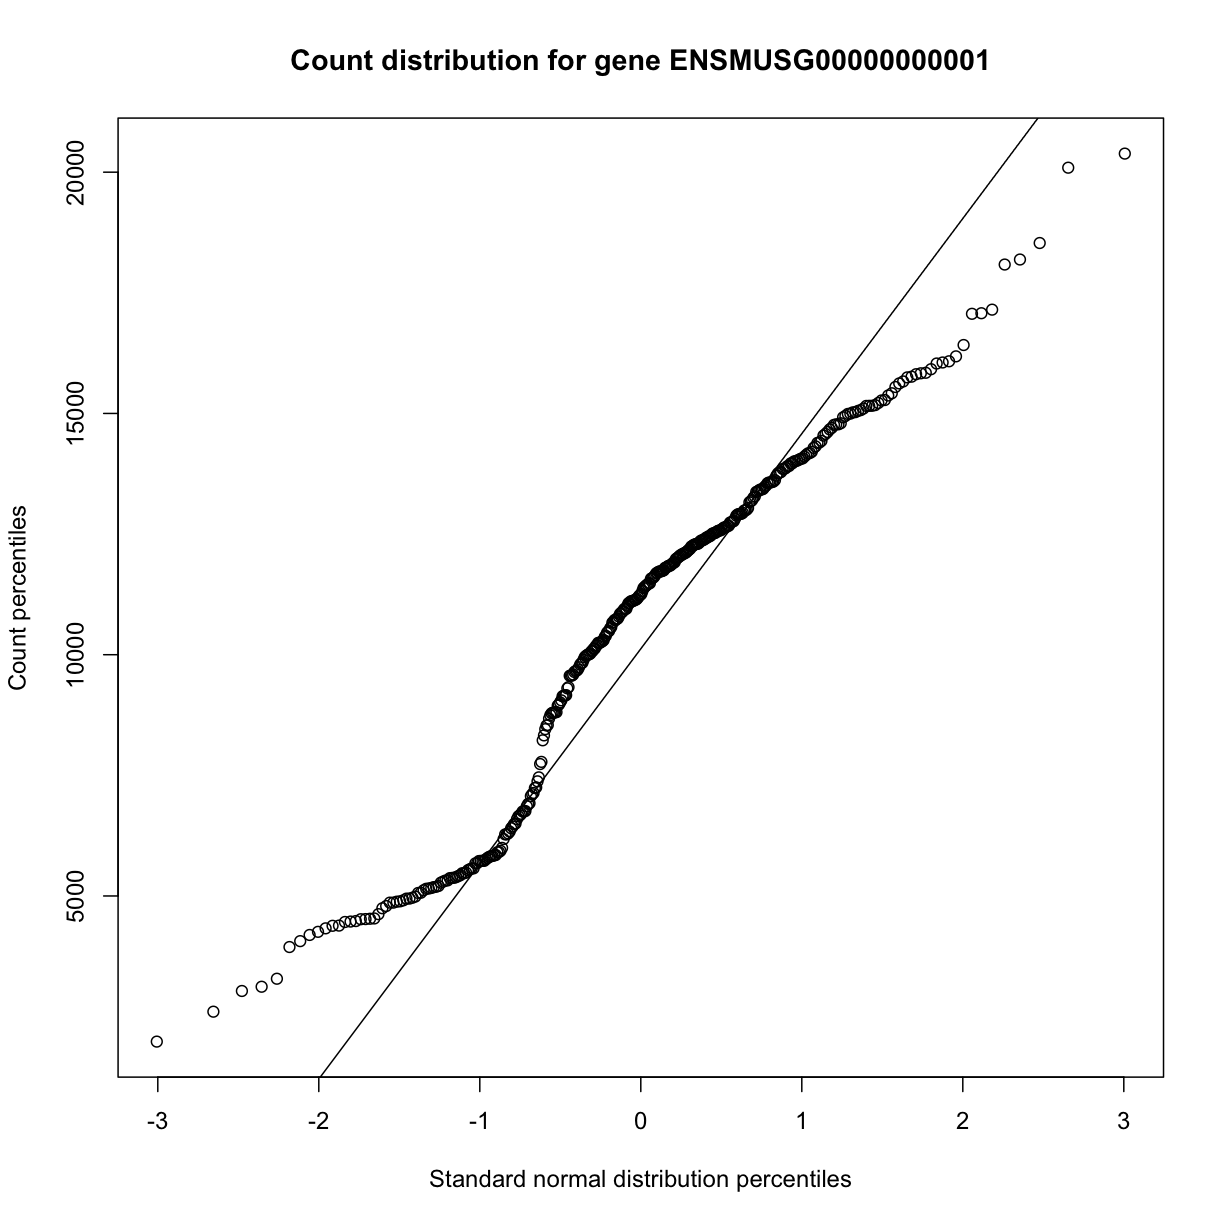 Count distribution for gene ENSMUSG00000000001
Count percentiles
20000
15000
10000
5000
-3 -2 -1 0 1 2 3
Standard normal distribution percentiles